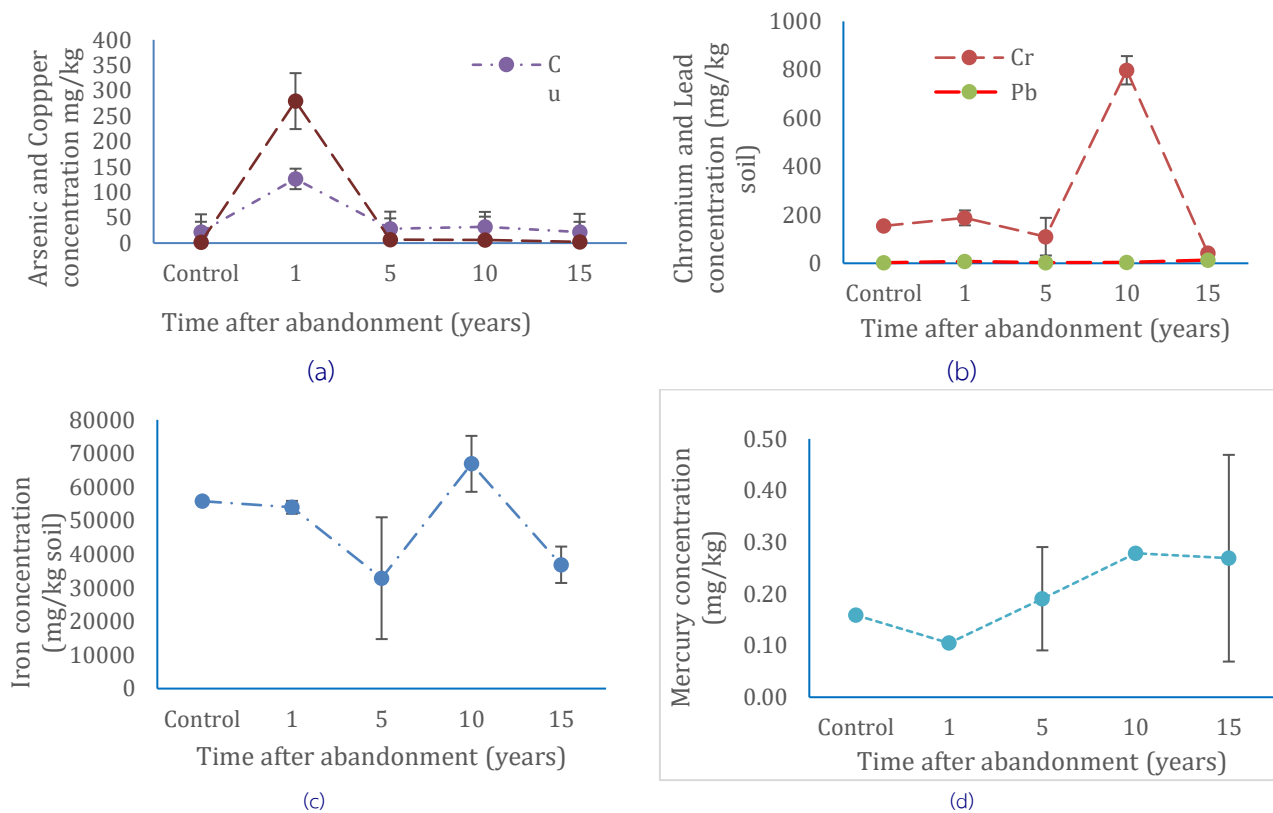 Arsenic and Coppper
concentration mg/kg
400
350
300
250
200
150
100
50
0
C
u
Control 1 5 10 15
Time after abandonment (years)
(a)
Chromium and Lead
concentration (mg/kg
soil)
1000
800
600
400
200
0
Cr
Pb
Control 1 5 10 15
Time after abandonment (years)
(b)
Iron concentration
(mg/kg soil)
80000
70000
60000
50000
40000
30000
20000
10000
0
Control 1 5 10 15
Time after abandonment (years)
(c)
Mercury concentration
(mg/kg)
0.50
0.40
0.30
0.20
0.10
0.00
Control 1 5 10 15
Time after abandonment (years)
(d)